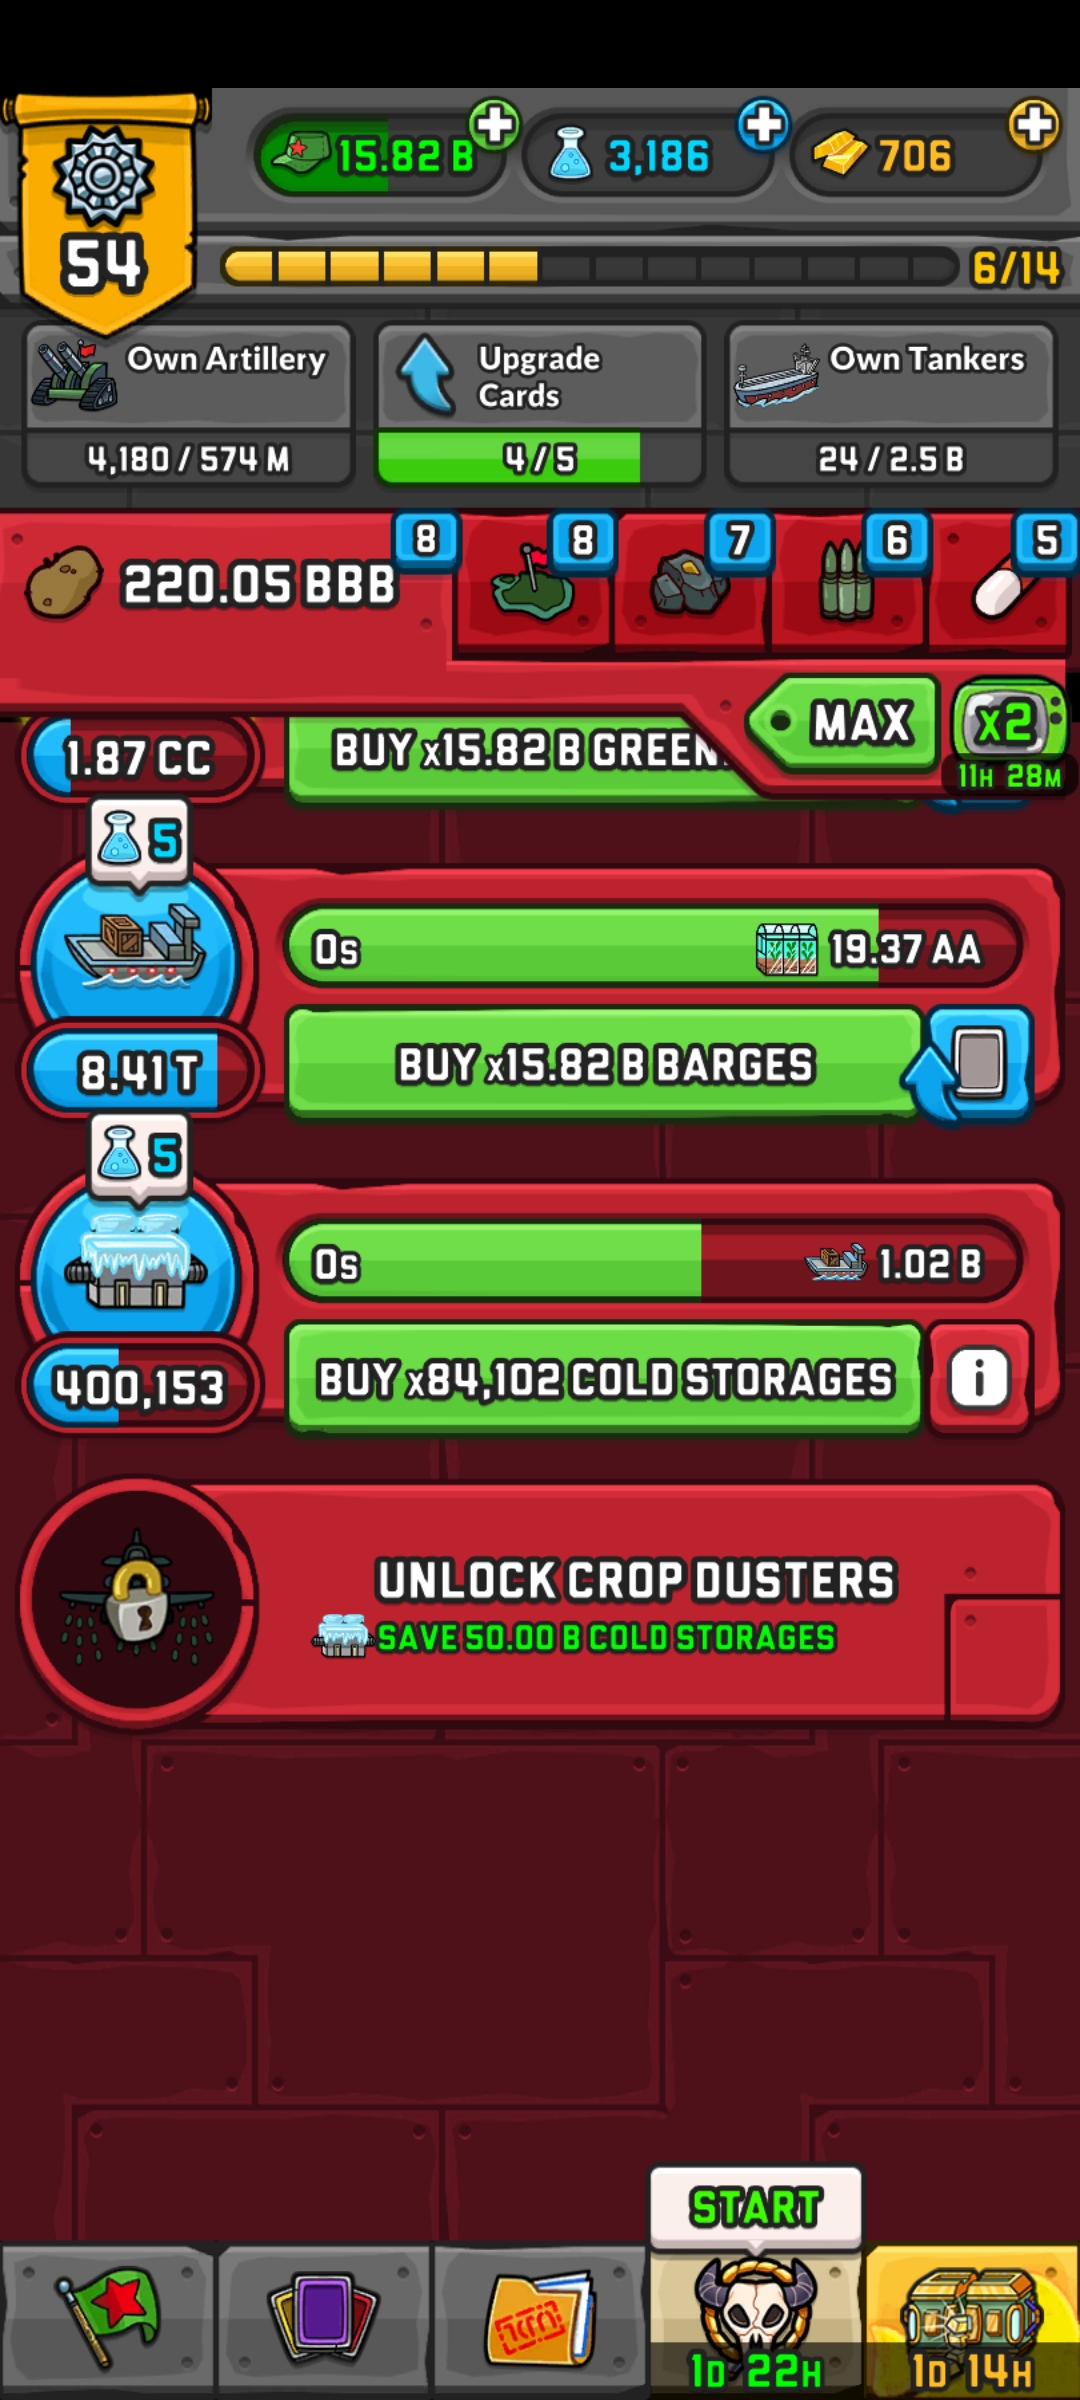 54
15.82 B
3,186
706
6/14
Own Artillery
4,180 / 574 M
Upgrade
Cards
4/5
Own Tankers
24 / 2.5 B
220.05 BBB
8
8
7
6
5
MAX
x2
11H 28M
1.87 CC
BUY x15.82 B GREEN
5
0s
19.37 AA
8.41 T
BUY x15.82 B BARGES
5
0s
1.02 B
400,153
BUY x84,102 COLD STORAGES
i
UNLOCK CROP DUSTERS
SAVE 50.00 B COLD STORAGES
START
1D 22H
1D 14H